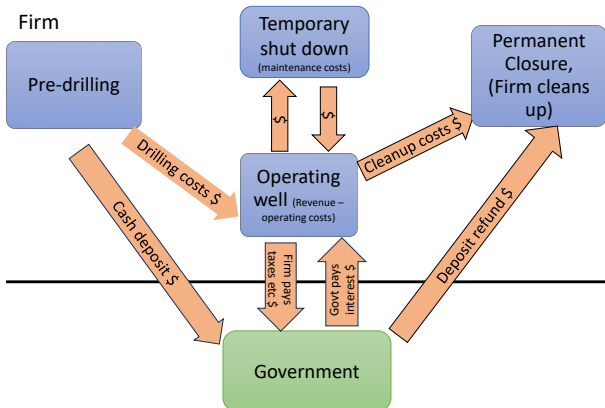 Firm
Pre-drilling
Temporary
shut down
(maintenance costs)
Permanent
Closure,
(Firm cleans
up)
$
$
Drilling costs $
Cleanup costs $
Operating
well (Revenue –
operating costs)
Cash deposit $
Firm pays
taxes etc $
Govt pays
interest $
Deposit refund $
Government